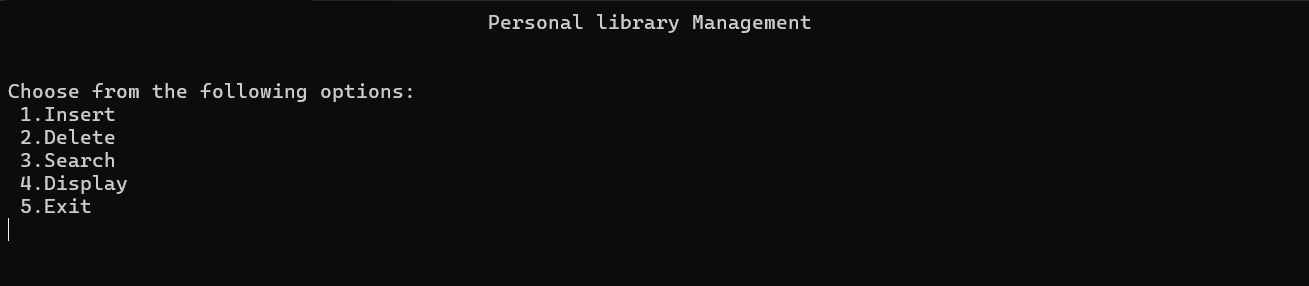 Personal library Management
Choose from the following options:
1.Insert
2.Delete
3.Search
4.Display
5.Exit